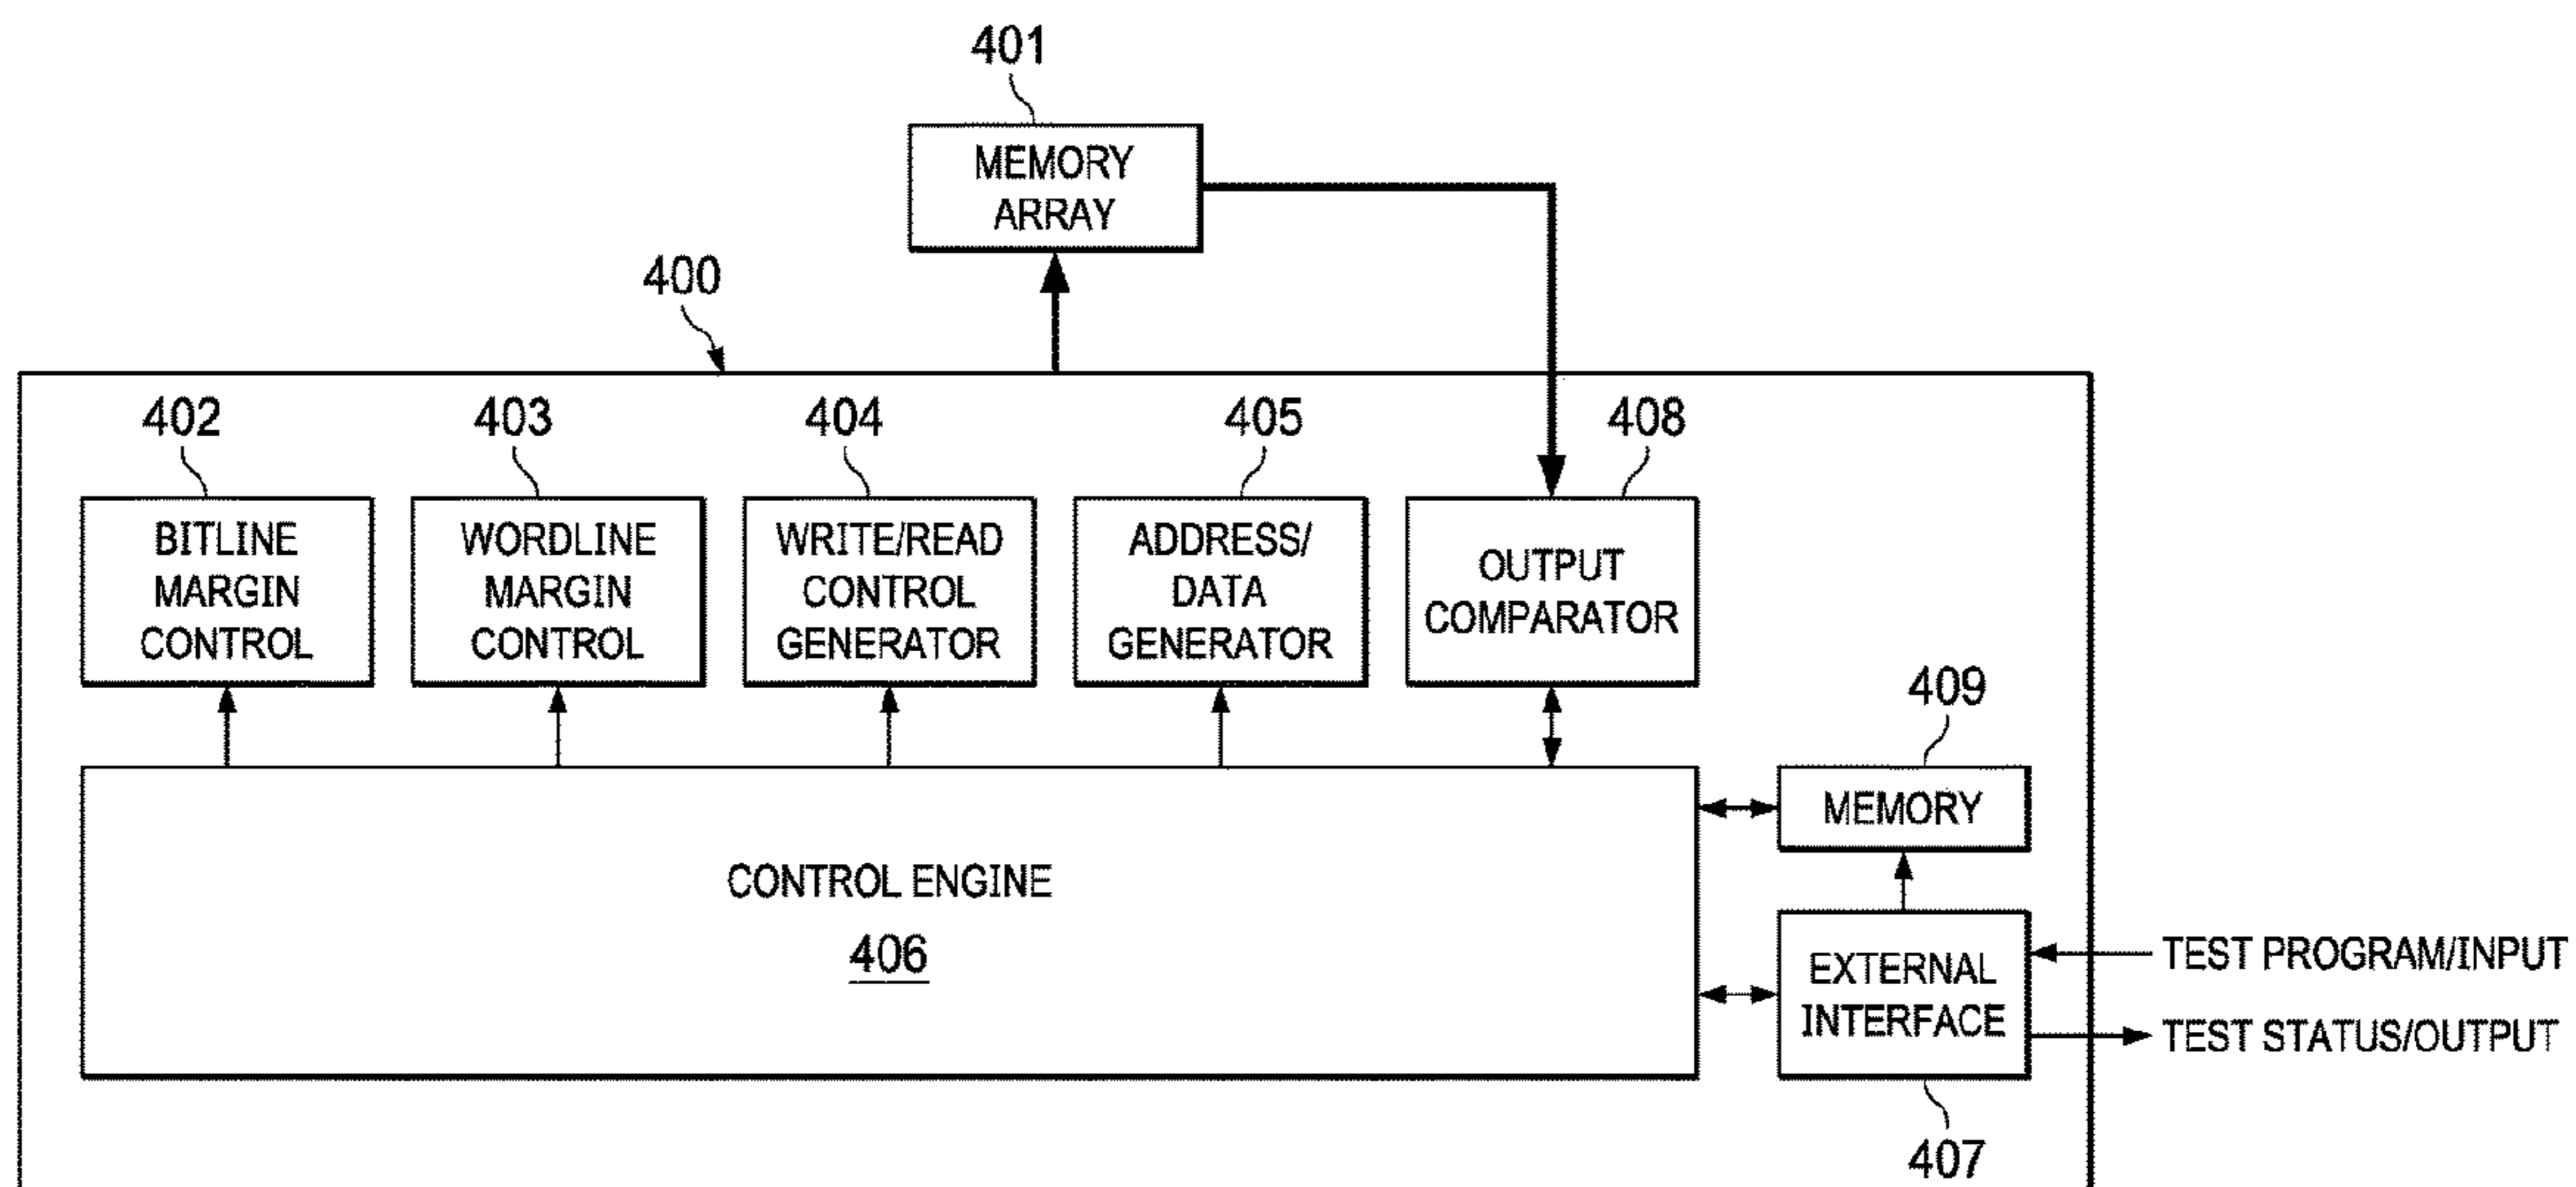 401
MEMORY
ARRAY
400
402
403
404
405
408
BITLINE
MARGIN
CONTROL
WORDLINE
MARGIN
CONTROL
WRITE/READ
CONTROL
GENERATOR
ADDRESS/
DATA
GENERATOR
OUTPUT
COMPARATOR
409
MEMORY
CONTROL ENGINE
406
EXTERNAL
INTERFACE
TEST PROGRAM/INPUT
TEST STATUS/OUTPUT
407